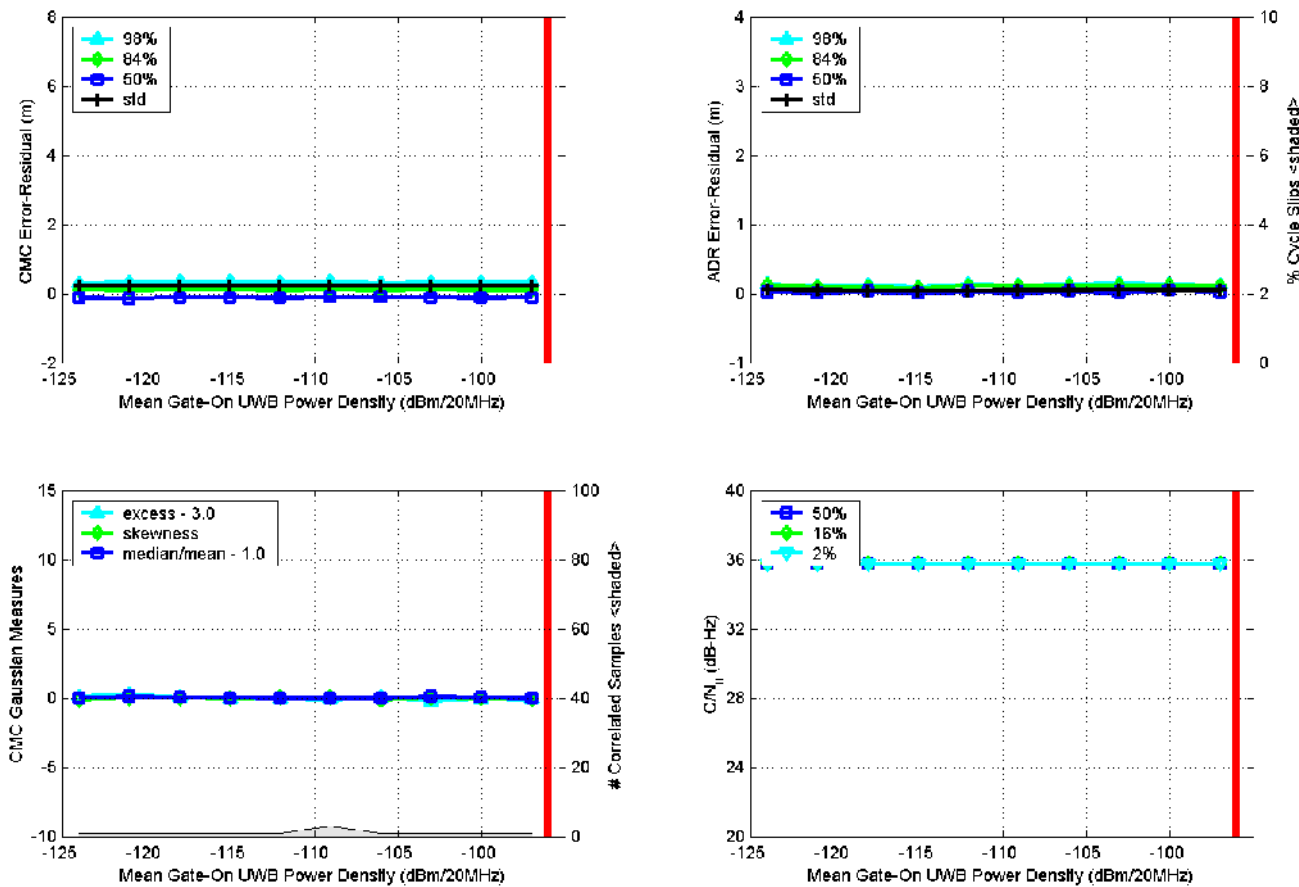 8
6
4
2
0
-2
CMC Error-Residual (m)
98%
84%
50%
std
-125 -120 -115 -110 -105 -100
Mean Gate-On UWB Power Density (dBm/20MHz)
4
3
2
1
0
-1
ADR Error-Residual (m)
98%
84%
50%
std
10
8
6
4
2
0
% Cycle Slips <shaded>
-125 -120 -115 -110 -105 -100
Mean Gate-On UWB Power Density (dBm/20MHz)
15
10
5
0
-5
-10
CMC Gaussian Measures
excess - 3.0
skewness
median/mean - 1.0
100
80
60
40
20
0
# Correlated Samples <shaded>
-125 -120 -115 -110 -105 -100
Mean Gate-On UWB Power Density (dBm/20MHz)
40
36
32
28
24
20
C/N0 (dB-Hz)
50%
16%
2%
-125 -120 -115 -110 -105 -100
Mean Gate-On UWB Power Density (dBm/20MHz)